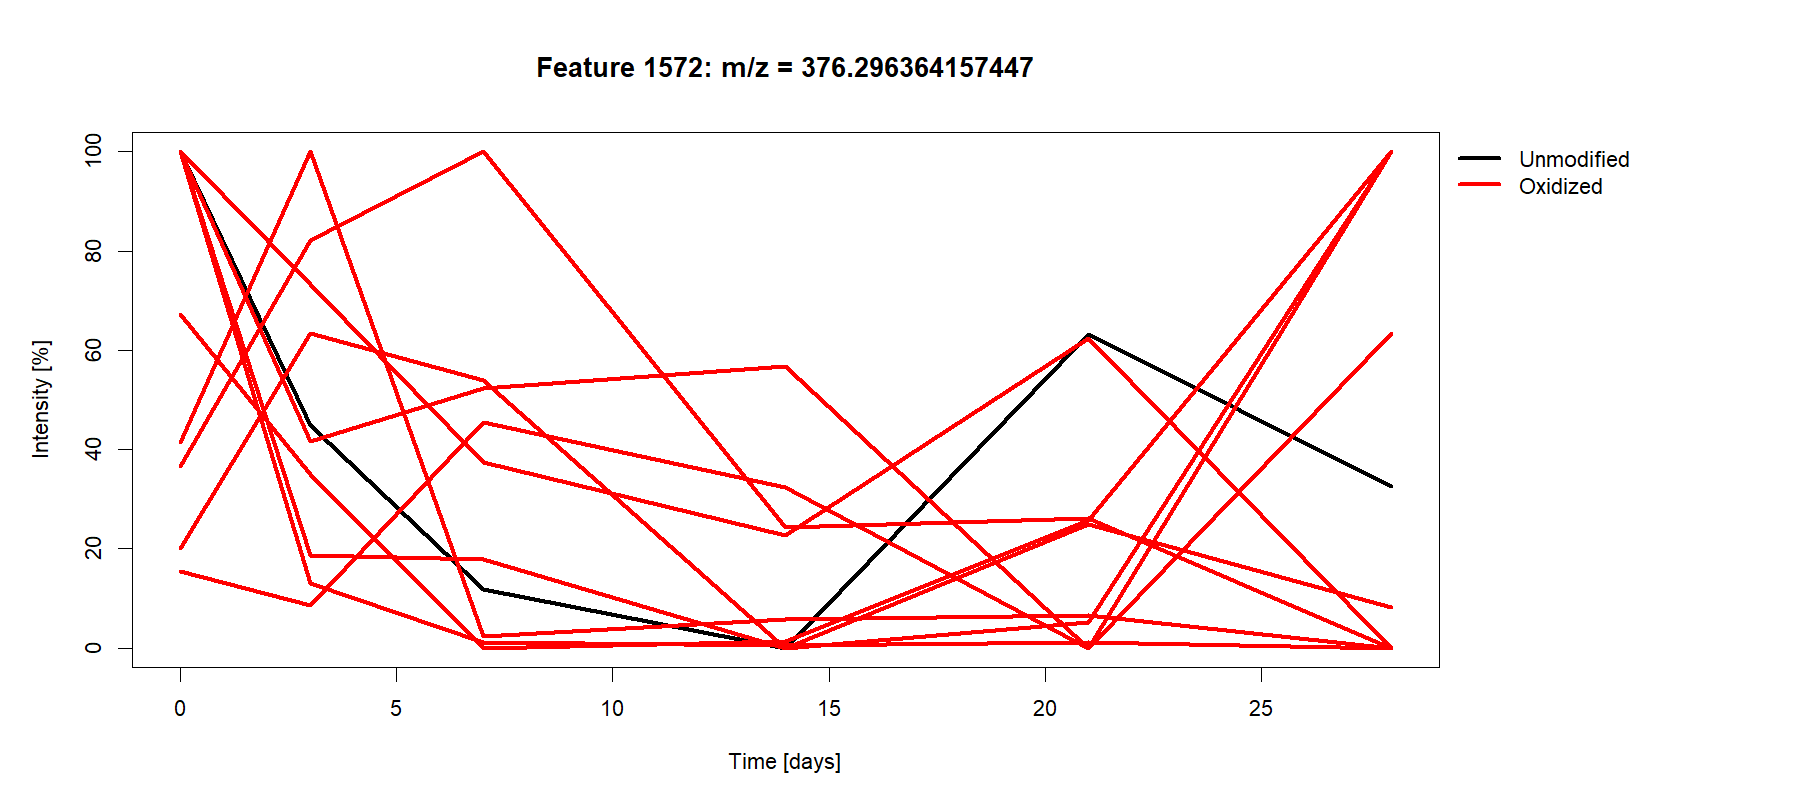 Feature 1572: m/z = 376.296364157447
Unmodified
Oxidized
Intensity [%]
100
80
60
40
20
0
0 5 10 15 20 25
Time [days]